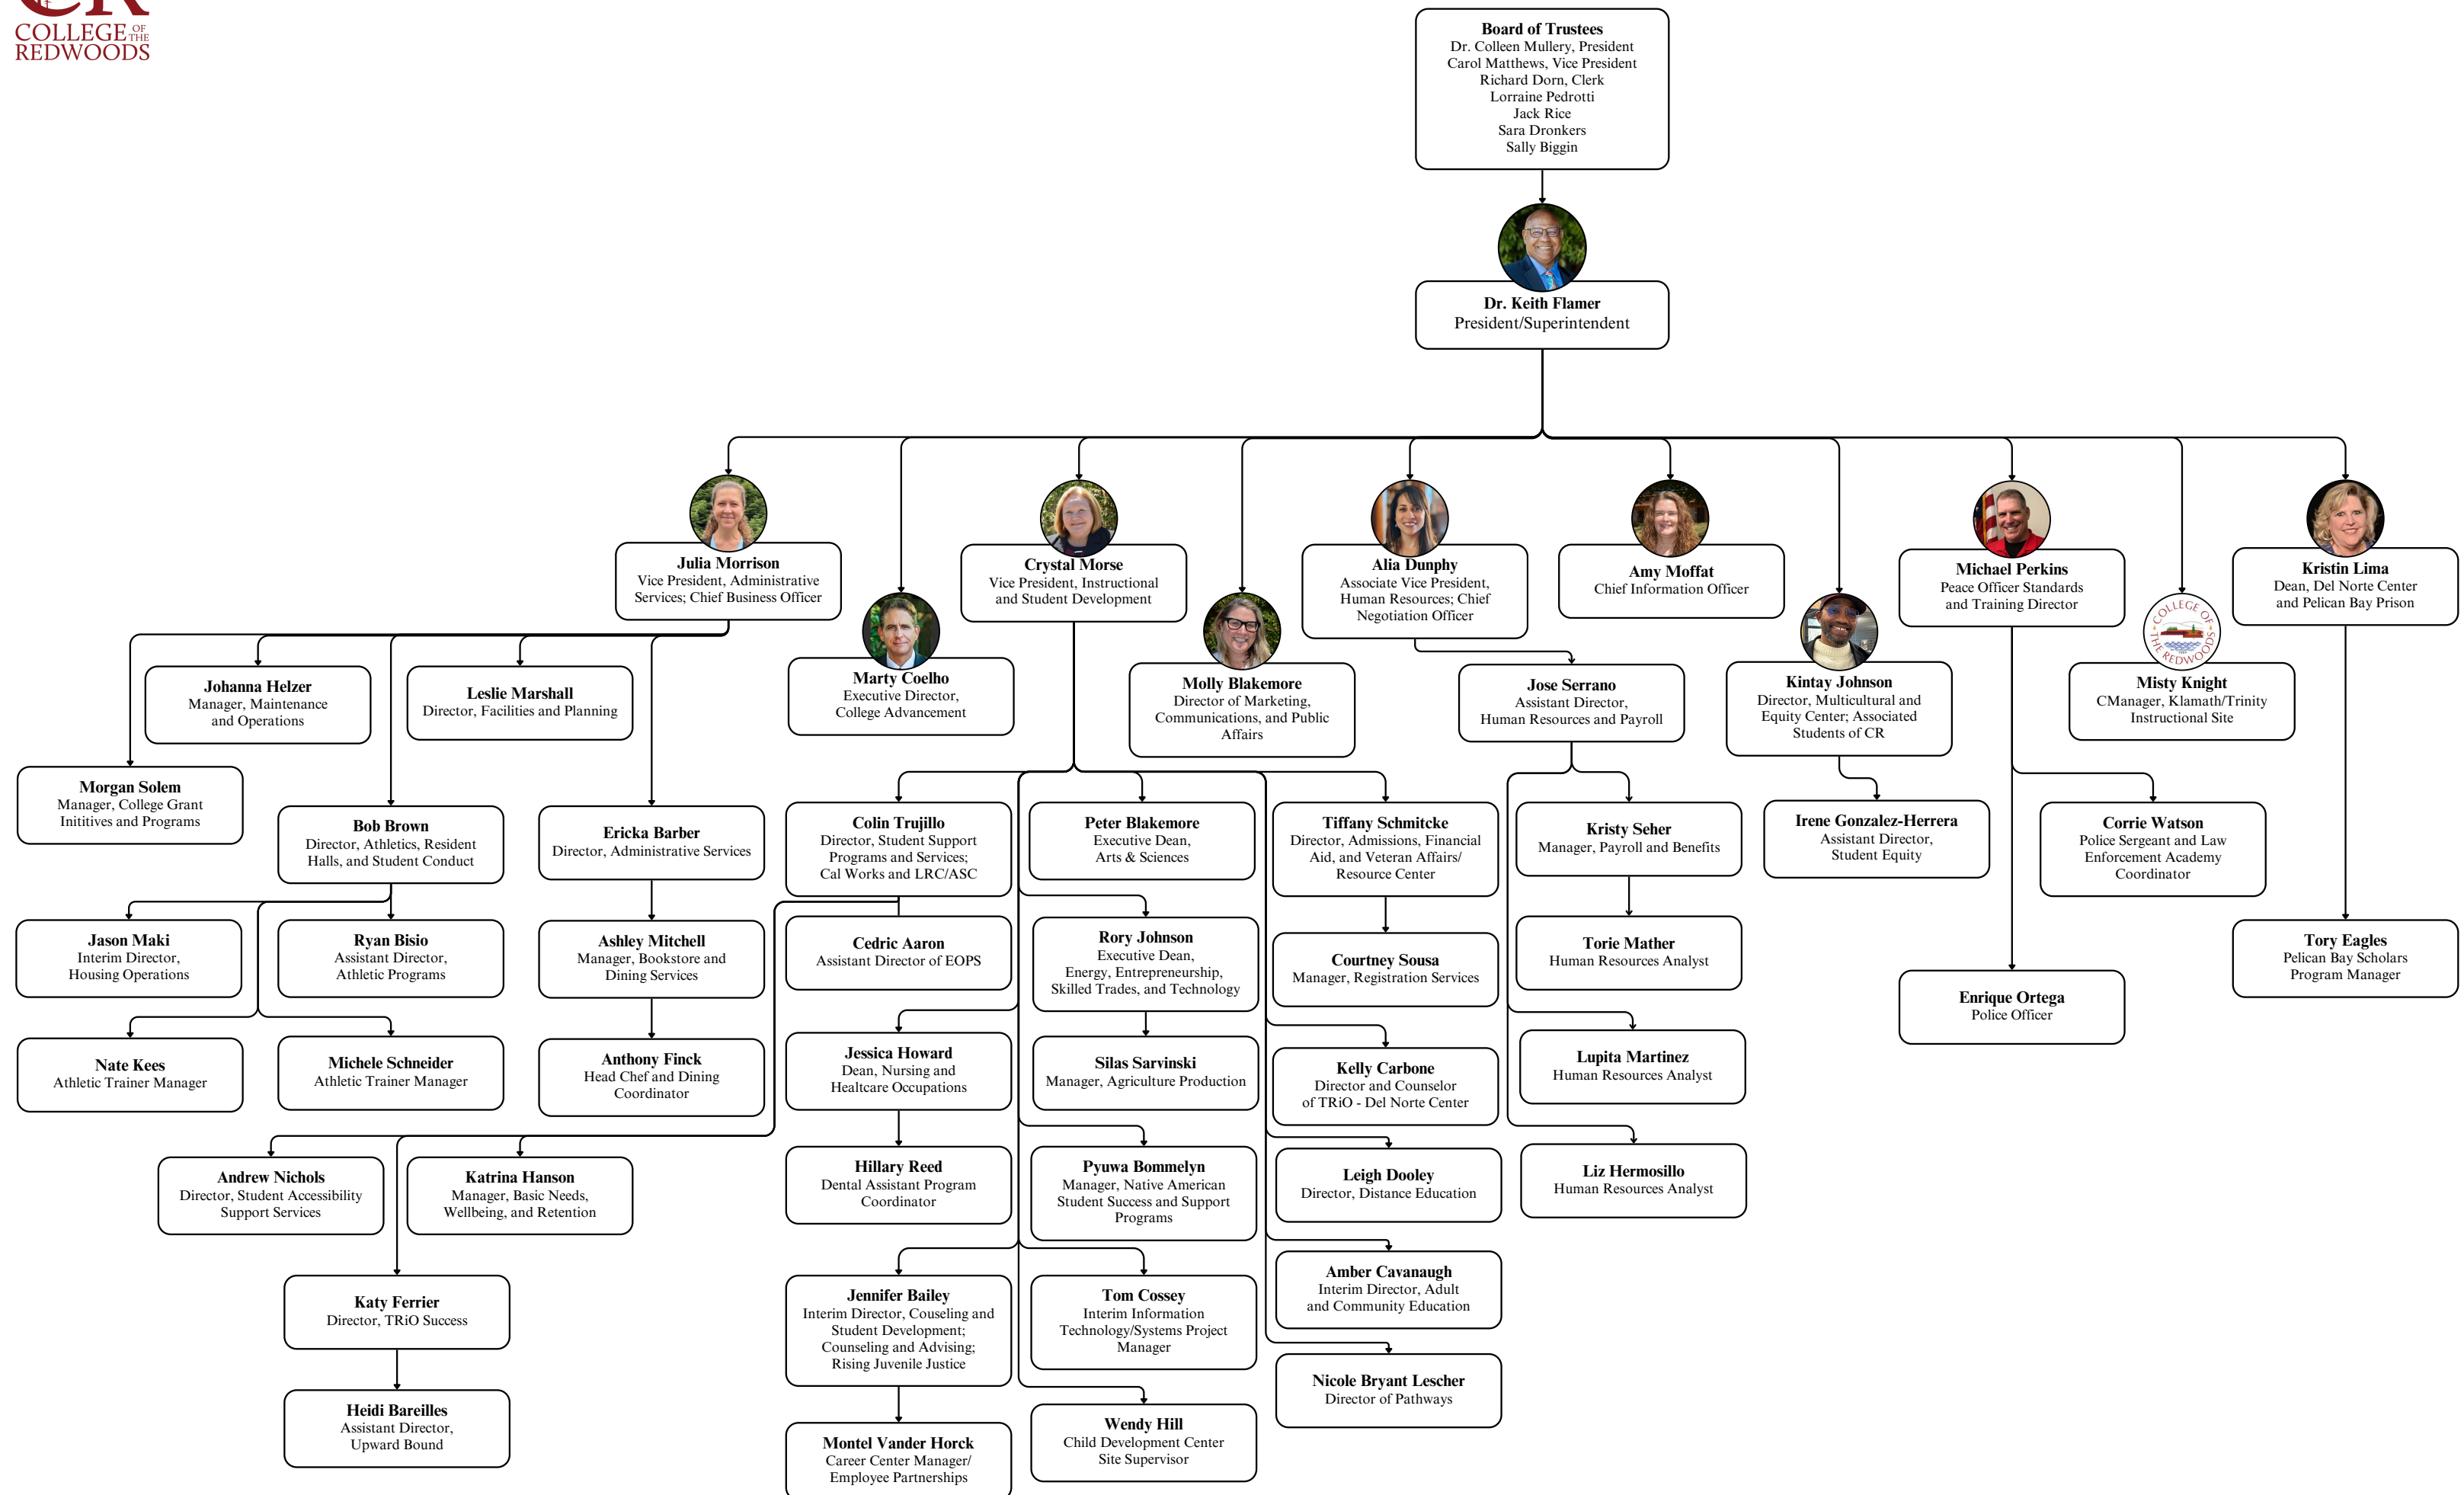 CR
COLLEGE OF THE
REDWOODS
Board of Trustees
Dr. Colleen Mullery, President
Carol Matthews, Vice President
Richard Dorn, Clerk
Lorraine Pedrotti
Jack Rice
Sara Dronkers
Sally Biggin
Dr. Keith Flamer
President/Superintendent
Julia Morrison
Vice President, Administrative
Services; Chief Business Officer
Marty Coelho
Executive Director,
College Advancement
Crystal Morse
Vice President, Instructional
and Student Development
Molly Blakemore
Director of Marketing,
Communications, and Public
Affairs
Alia Dunphy
Associate Vice President,
Human Resources; Chief
Negotiation Officer
Amy Moffat
Chief Information Officer
Kintay Johnson
Director, Multicultural and
Equity Center; Associated
Students of CR
Michael Perkins
Peace Officer Standards
and Training Director
COLLEGE OF
THE REDWOODS
Misty Knight
CManager, Klamath/Trinity
Instructional Site
Kristin Lima
Dean, Del Norte Center
and Pelican Bay Prison
Johanna Helzer
Manager, Maintenance
and Operations
Leslie Marshall
Director, Facilities and Planning
Jose Serrano
Assistant Director,
Human Resources and Payroll
Morgan Solem
Manager, College Grant
Inititives and Programs
Bob Brown
Director, Athletics, Resident
Halls, and Student Conduct
Ericka Barber
Director, Administrative Services
Colin Trujillo
Director, Student Support
Programs and Services;
Cal Works and LRC/ASC
Peter Blakemore
Executive Dean,
Arts & Sciences
Tiffany Schmitcke
Director, Admissions, Financial
Aid, and Veteran Affairs/
Resource Center
Kristy Seher
Manager, Payroll and Benefits
Irene Gonzalez-Herrera
Assistant Director,
Student Equity
Corrie Watson
Police Sergeant and Law
Enforcement Academy
Coordinator
Jason Maki
Interim Director,
Housing Operations
Ryan Bisio
Assistant Director,
Athletic Programs
Ashley Mitchell
Manager, Bookstore and
Dining Services
Cedric Aaron
Assistant Director of EOPS
Rory Johnson
Executive Dean,
Energy, Entrepreneurship,
Skilled Trades, and Technology
Courtney Sousa
Manager, Registration Services
Torie Mather
Human Resources Analyst
Enrique Ortega
Police Officer
Tory Eagles
Pelican Bay Scholars
Program Manager
Nate Kees
Athletic Trainer Manager
Michele Schneider
Athletic Trainer Manager
Anthony Finck
Head Chef and Dining
Coordinator
Jessica Howard
Dean, Nursing and
Healtcare Occupations
Silas Sarvinski
Manager, Agriculture Production
Kelly Carbone
Director and Counselor
of TRiO - Del Norte Center
Lupita Martinez
Human Resources Analyst
Andrew Nichols
Director, Student Accessibility
Support Services
Katrina Hanson
Manager, Basic Needs,
Wellbeing, and Retention
Hillary Reed
Dental Assistant Program
Coordinator
Pyuwa Bommelyn
Manager, Native American
Student Success and Support
Programs
Leigh Dooley
Director, Distance Education
Liz Hermosillo
Human Resources Analyst
Katy Ferrier
Director, TRiO Success
Jennifer Bailey
Interim Director, Couseling and
Student Development;
Counseling and Advising;
Rising Juvenile Justice
Tom Cossey
Interim Information
Technology/Systems Project
Manager
Amber Cavanaugh
Interim Director, Adult
and Community Education
Nicole Bryant Lescher
Director of Pathways
Heidi Bareilles
Assistant Director,
Upward Bound
Montel Vander Horck
Career Center Manager/
Employee Partnerships
Wendy Hill
Child Development Center
Site Supervisor